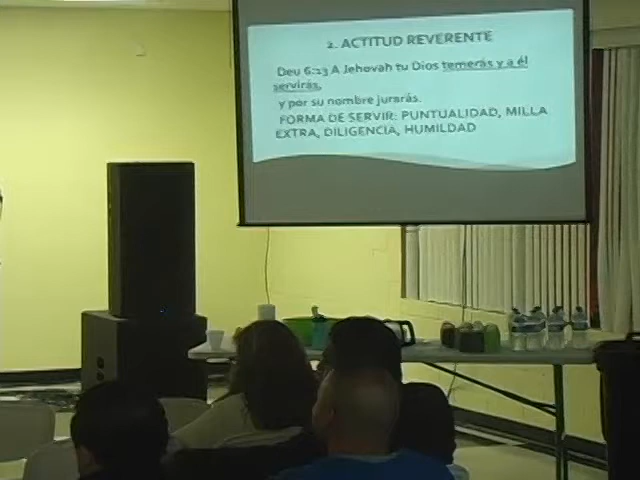 2. ACTITUD REVERENTE
Deu 6:13 A Jehovah tu Dios temerás y a él
servirás,
y por su nombre jurarás.
FORMA DE SERVIR: PUNTUALIDAD, MILLA
EXTRA, DILIGENCIA, HUMILDAD